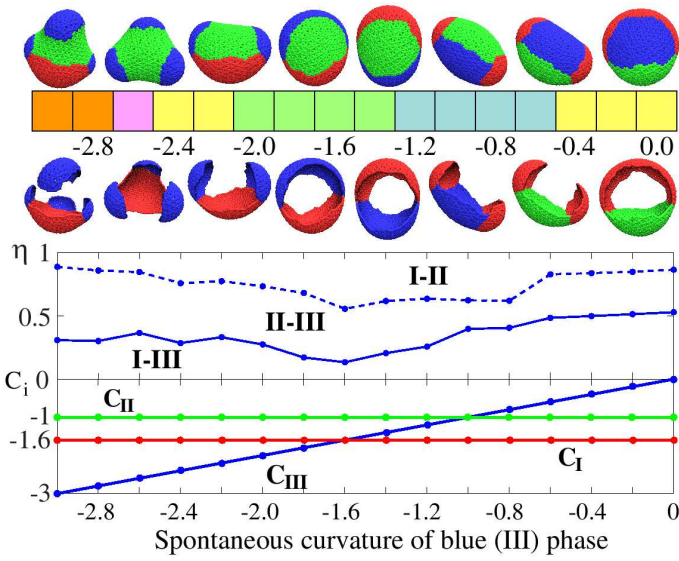 -2.8 -2.4 -2.0 -1.6 -1.2 -0.8 -0.4 0.0
η 1
I-II
0.5
II-III
I-III
0
C_i
C_II
-1
-1.6
C_I
C_III
-3
-2.8 -2.4 -2.0 -1.6 -1.2 -0.8 -0.4 0
Spontaneous curvature of blue (III) phase